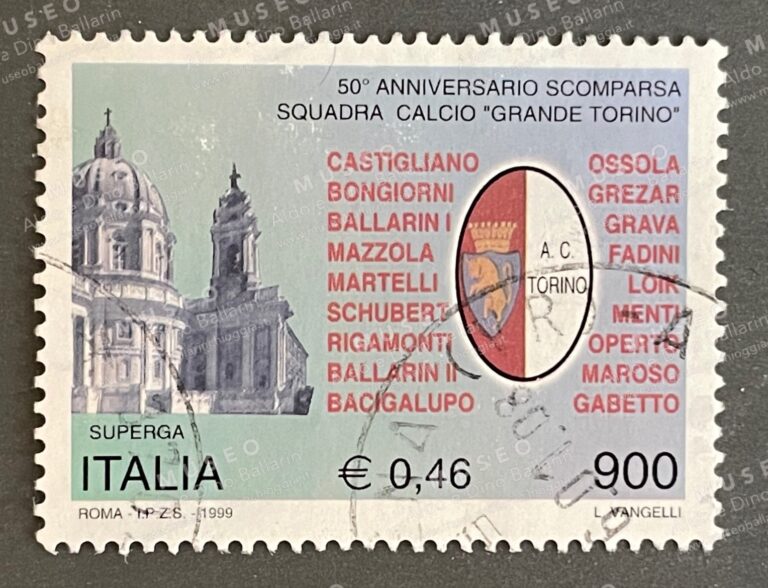 50° ANNIVERSARIO SCOMPARSA
SQUADRA CALCIO "GRANDE TORINO"
CASTIGLIANO
BONGIORNI
BALLARIN I
MAZZOLA
MARTELLI
SCHUBERT
RIGAMONTI
BALLARIN II
BACIGALUPO
A. C.
TORINO
OSSOLA
GREZAR
GRAVA
FADINI
LOIK
MENTI
OPERTO
MAROSO
GABETTO
SUPERGA
ITALIA
€ 0,46
900
ROMA - I.P.Z.S. - 1999
L. VANGELLI
MUSEO
Aldo e Dino Ballarin